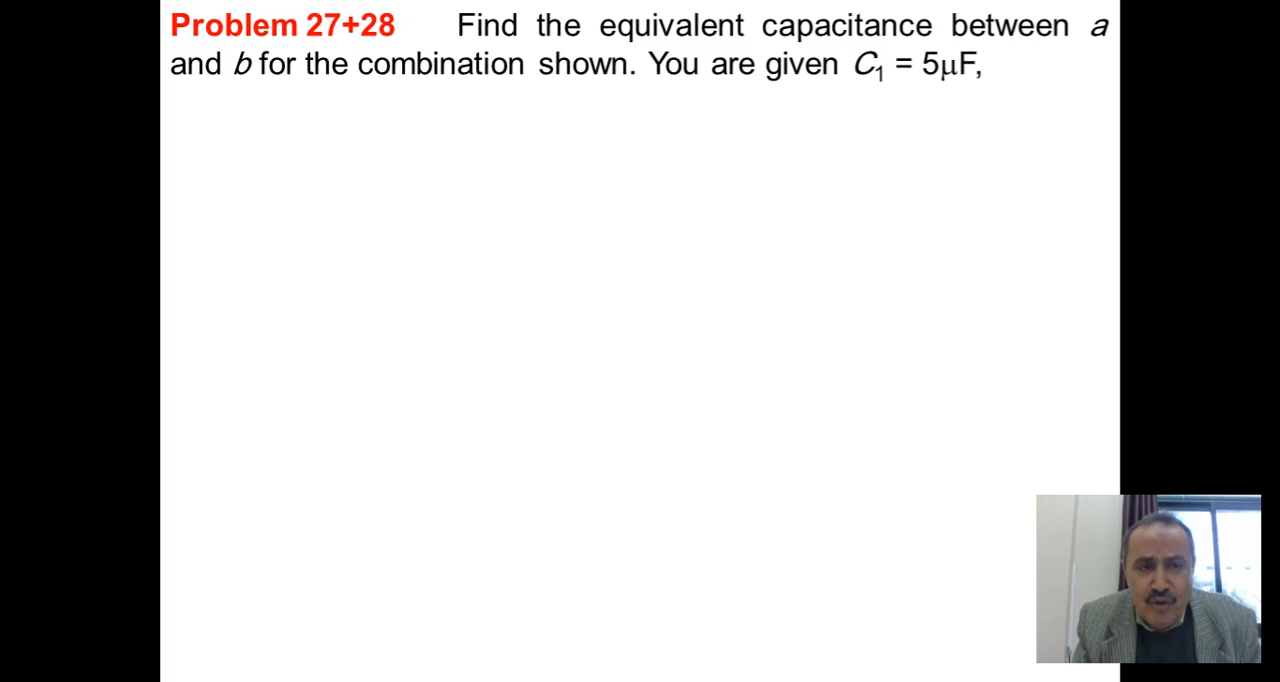 Problem 27+28 Find the equivalent capacitance between a
and b for the combination shown. You are given C₁ = 5μF,